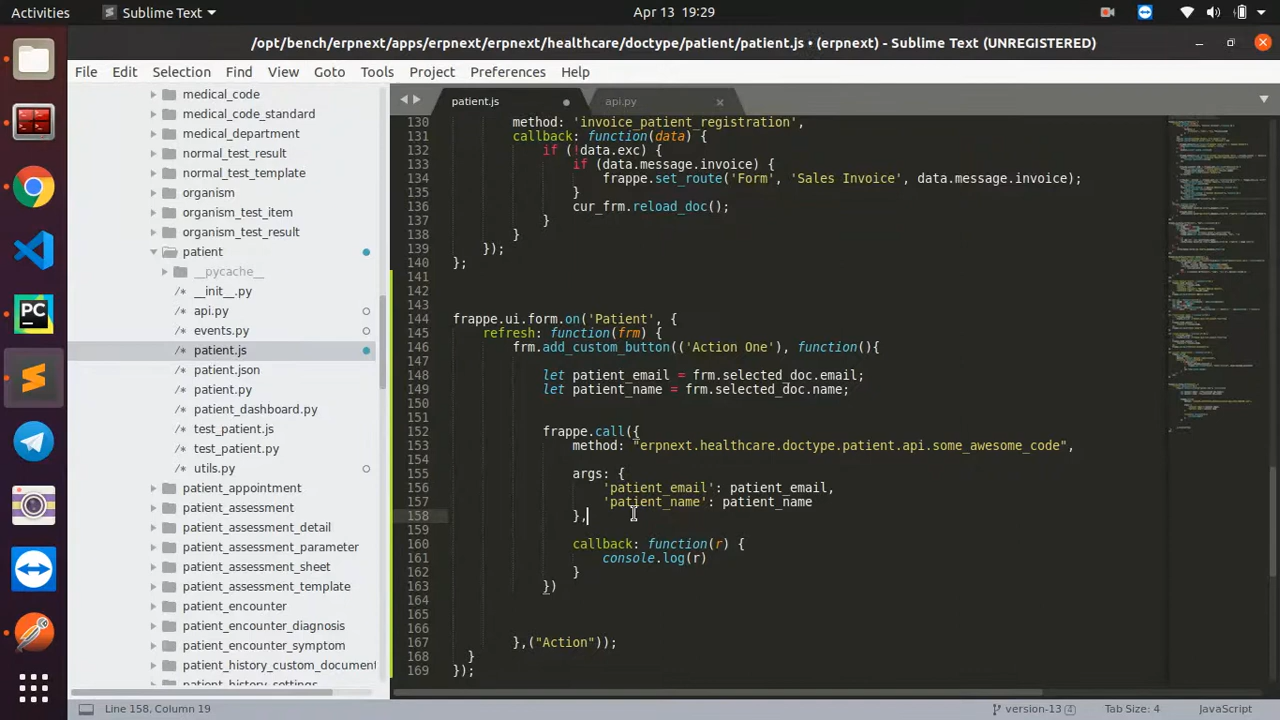 Activities
Sublime Text
Apr 13 19:29
/opt/bench/erpnext/apps/erpnext/erpnext/healthcare/doctype/patient/patient.js • (erpnext) - Sublime Text (UNREGISTERED)
File Edit Selection Find View Goto Tools Project Preferences Help
medical_code
medical_code_standard
medical_department
normal_test_result
normal_test_template
organism
organism_test_item
organism_test_result
patient
__pycache__
/* __init__.py
/* api.py
/* events.py
/* patient.js
/* patient.json
/* patient.py
/* patient_dashboard.py
/* test_patient.js
/* test_patient.py
/* utils.py
patient_appointment
patient_assessment
patient_assessment_detail
patient_assessment_parameter
patient_assessment_sheet
patient_assessment_template
patient_encounter
patient_encounter_diagnosis
patient_encounter_symptom
patient_history_custom_document
patient_history_settings
patient.js
api.py
130 method: 'invoice_patient_registration',
131 callback: function(data) {
132 if (!data.exc) {
133 if (data.message.invoice) {
134 frappe.set_route('Form', 'Sales Invoice', data.message.invoice);
135 }
136 cur_frm.reload_doc();
137 }
138 }
139 });
140 };
141
142
143
144 frappe.ui.form.on('Patient', {
145 refresh: function(frm) {
146 frm.add_custom_button(('Action One'), function(){
147
148 let patient_email = frm.selected_doc.email;
149 let patient_name = frm.selected_doc.name;
150
151
152 frappe.call({
153 method: "erpnext.healthcare.doctype.patient.api.some_awesome_code",
154
155 args: {
156 'patient_email': patient_email,
157 'patient_name': patient_name
158 },
159
160 callback: function(r) {
161 console.log(r)
162 }
163 })
164
165
166
167 },("Action"));
168 }
169 });
Line 158, Column 19
version-13 4
Tab Size: 4
JavaScript